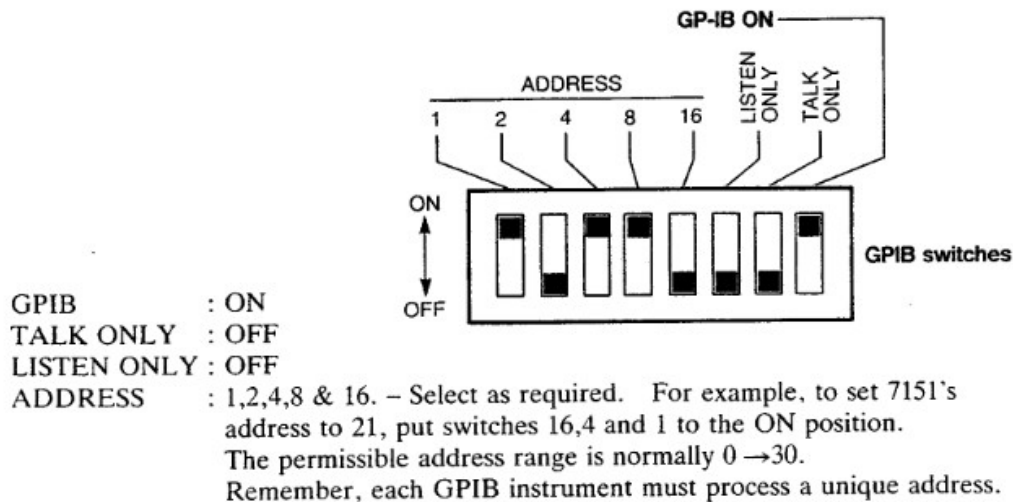 GP-IB ON
ADDRESS
LISTEN ONLY
TALK ONLY
1 2 4 8 16
ON
OFF
GPIB switches
GPIB : ON
TALK ONLY : OFF
LISTEN ONLY : OFF
ADDRESS : 1,2,4,8 & 16. – Select as required. For example, to set 7151's
address to 21, put switches 16,4 and 1 to the ON position.
The permissible address range is normally 0 →30.
Remember, each GPIB instrument must process a unique address.